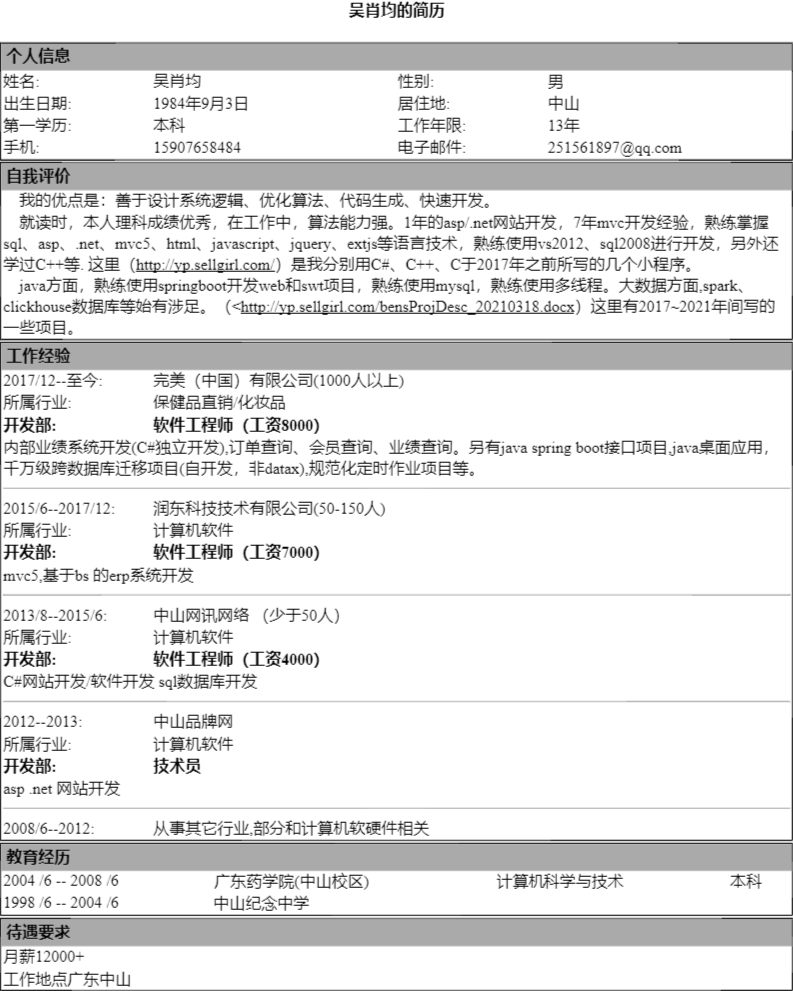 吴肖均的简历
个人信息
姓名: 吴肖均 性别: 男
出生日期: 1984年9月3日 居住地: 中山
第一学历: 本科 工作年限: 13年
手机: 15907658484 电子邮件: 251561897@qq.com
自我评价
我的优点是：善于设计系统逻辑、优化算法、代码生成、快速开发。
就读时，本人理科成绩优秀，在工作中，算法能力强。1年的asp/.net网站开发，7年mvc开发经验，熟练掌握
sql、asp、.net、mvc5、html、javascript、jquery、extjs等语言技术，熟练使用vs2012、sql2008进行开发，另外还
学过C++等. 这里（http://yp.sellgirl.com/）是我分别用C#、C++、C于2017年之前所写的几个小程序。
java方面，熟练使用springboot开发web和swt项目，熟练使用mysql，熟练使用多线程。大数据方面,spark、
clickhouse数据库等始有涉足。（<http://yp.sellgirl.com/bensProjDesc_20210318.docx）这里有2017~2021年间写的
一些项目。
工作经验
2017/12--至今: 完美（中国）有限公司(1000人以上)
所属行业: 保健品直销/化妆品
开发部: 软件工程师（工资8000）
内部业绩系统开发(C#独立开发),订单查询、会员查询、业绩查询。另有java spring boot接口项目,java桌面应用，
千万级跨数据库迁移项目(自开发，非datax),规范化定时作业项目等。
2015/6--2017/12: 润东科技技术有限公司(50-150人)
所属行业: 计算机软件
开发部: 软件工程师（工资7000）
mvc5,基于bs 的erp系统开发
2013/8--2015/6: 中山网讯网络 （少于50人）
所属行业: 计算机软件
开发部: 软件工程师（工资4000）
C#网站开发/软件开发 sql数据库开发
2012--2013: 中山品牌网
所属行业: 计算机软件
开发部: 技术员
asp .net 网站开发
2008/6--2012: 从事其它行业,部分和计算机软硬件相关
教育经历
2004 /6 -- 2008 /6 广东药学院(中山校区) 计算机科学与技术 本科
1998 /6 -- 2004 /6 中山纪念中学
待遇要求
月薪12000+
工作地点广东中山